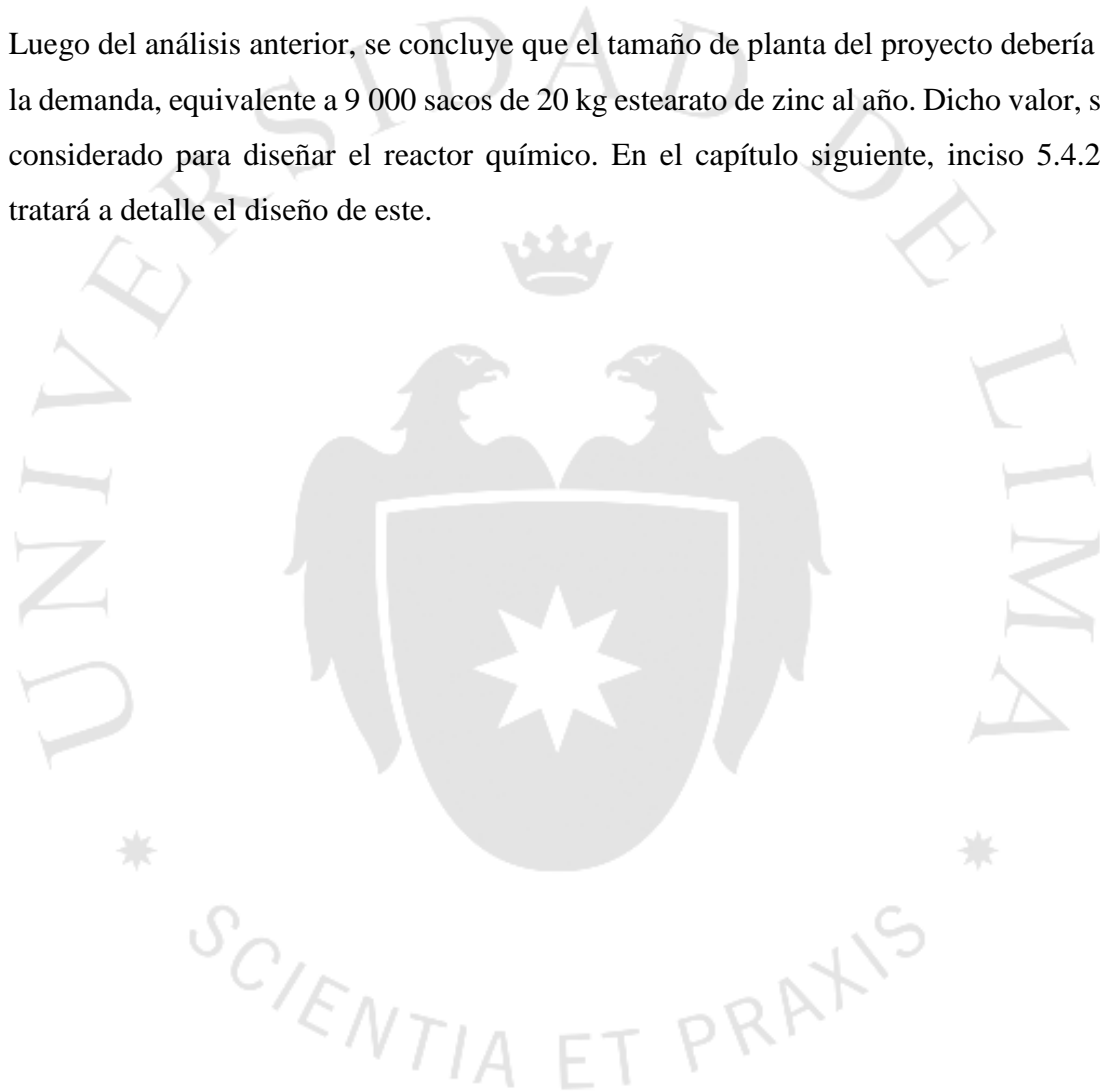 Luego del análisis anterior, se concluye que el tamaño de planta del proyecto debería
la demanda, equivalente a 9 000 sacos de 20 kg estearato de zinc al año. Dicho valor, s
considerado para diseñar el reactor químico. En el capítulo siguiente, inciso 5.4.2
tratará a detalle el diseño de este.
UNIVERSIDAD DE LIMA
SCIENTIA ET PRAXIS